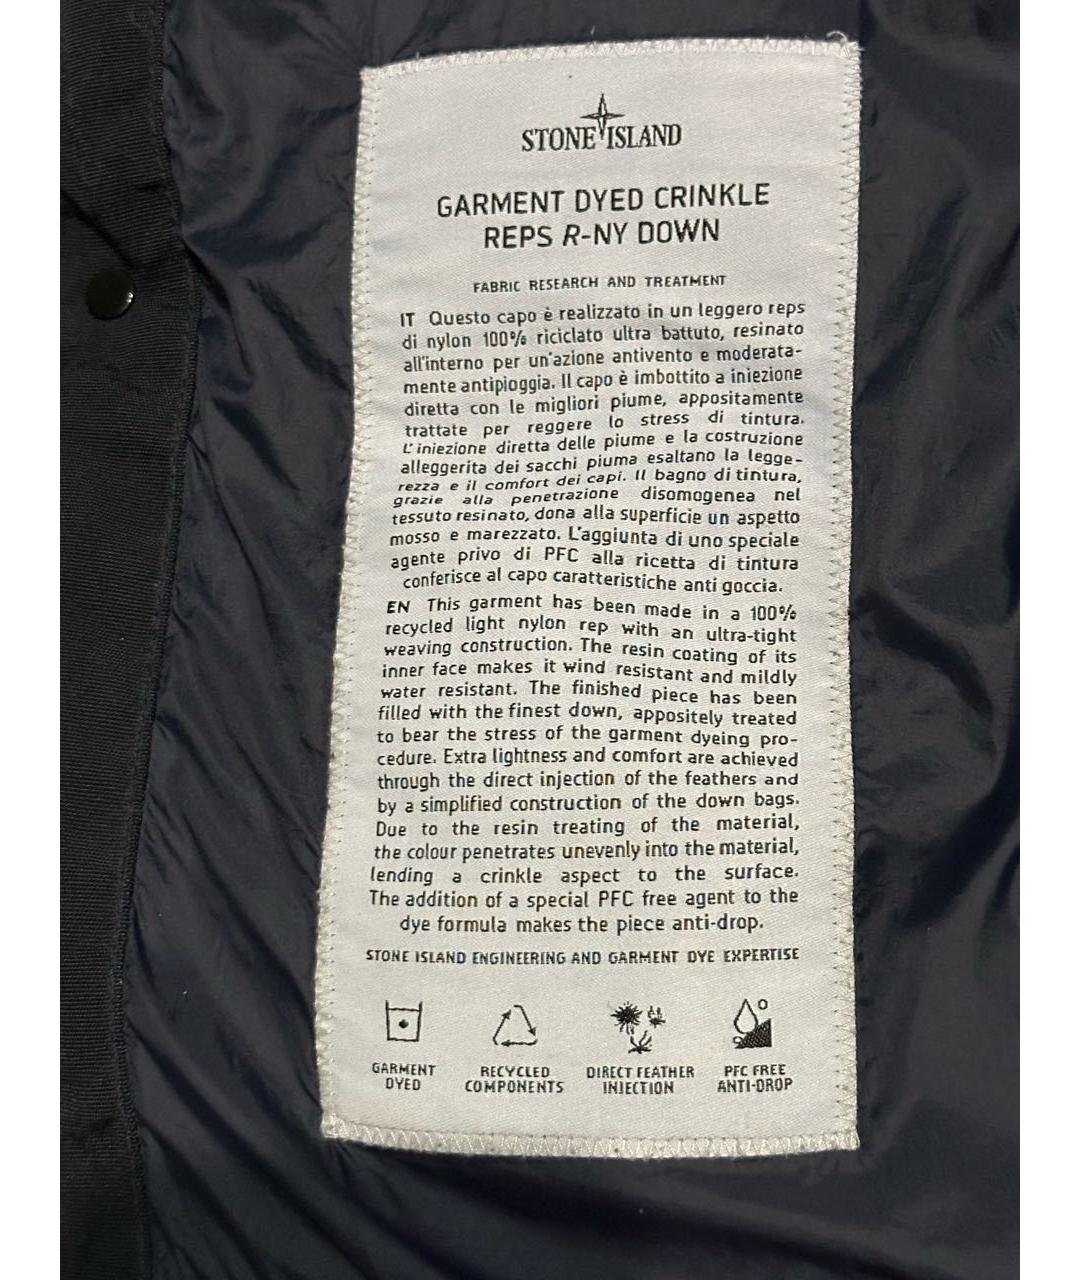 STONE ISLAND
GARMENT DYED CRINKLE
REPS R-NY DOWN
FABRIC RESEARCH AND TREATMENT
IT Questo capo è realizzato in un leggero reps
di nylon 100% riciclato ultra battuto, resinato
all'interno per un'azione antivento e moderata-
mente antipioggia. Il capo è imbottito a iniezione
diretta con le migliori piume, appositamente
trattate per reggere lo stress di tintura.
L'iniezione diretta delle piume e la costruzione
alleggerita dei sacchi piuma esaltano la legge-
rezza e il comfort dei capi. Il bagno di tintura,
grazie alla penetrazione disomogenea nel
tessuto resinato, dona alla superficie un aspetto
mosso e marezzato. L'aggiunta di uno speciale
agente privo di PFC alla ricetta di tintura
conferisce al capo caratteristiche anti goccia.
EN This garment has been made in a 100%
recycled light nylon rep with an ultra-tight
weaving construction. The resin coating of its
inner face makes it wind resistant and mildly
water resistant. The finished piece has been
filled with the finest down, appositely treated
to bear the stress of the garment dyeing pro-
cedure. Extra lightness and comfort are achieved
through the direct injection of the feathers and
by a simplified construction of the down bags.
Due to the resin treating of the material,
the colour penetrates unevenly into the material,
lending a crinkle aspect to the surface.
The addition of a special PFC free agent to the
dye formula makes the piece anti-drop.
STONE ISLAND ENGINEERING AND GARMENT DYE EXPERTISE
GARMENT
DYED
RECYCLED
COMPONENTS
DIRECT FEATHER
INJECTION
PFC FREE
ANTI-DROP